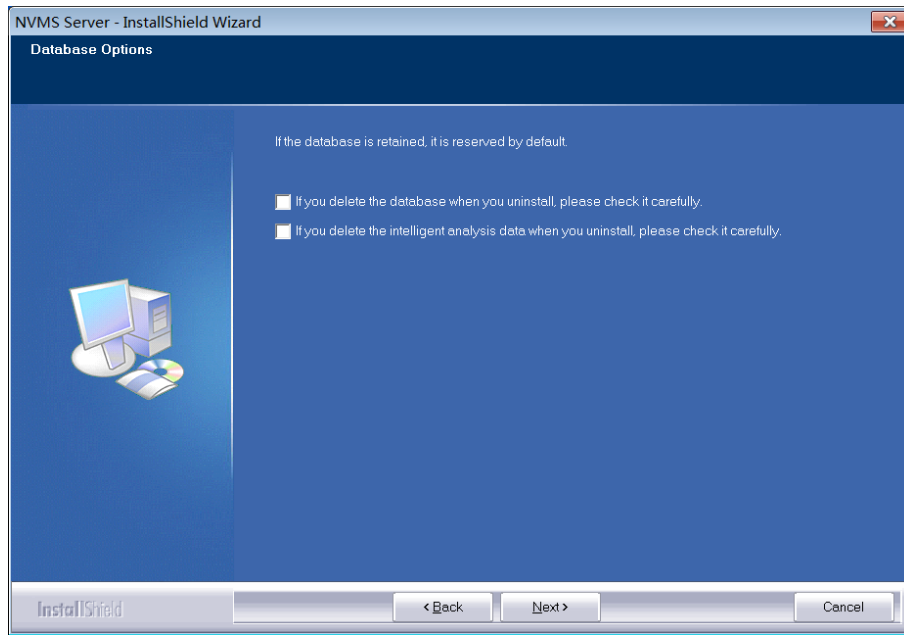 NVMS Server - InstallShield Wizard
Database Options
If the database is retained, it is reserved by default.
If you delete the database when you uninstall, please check it carefully.
If you delete the intelligent analysis data when you uninstall, please check it carefully.
InstallShield
< Back
Next >
Cancel